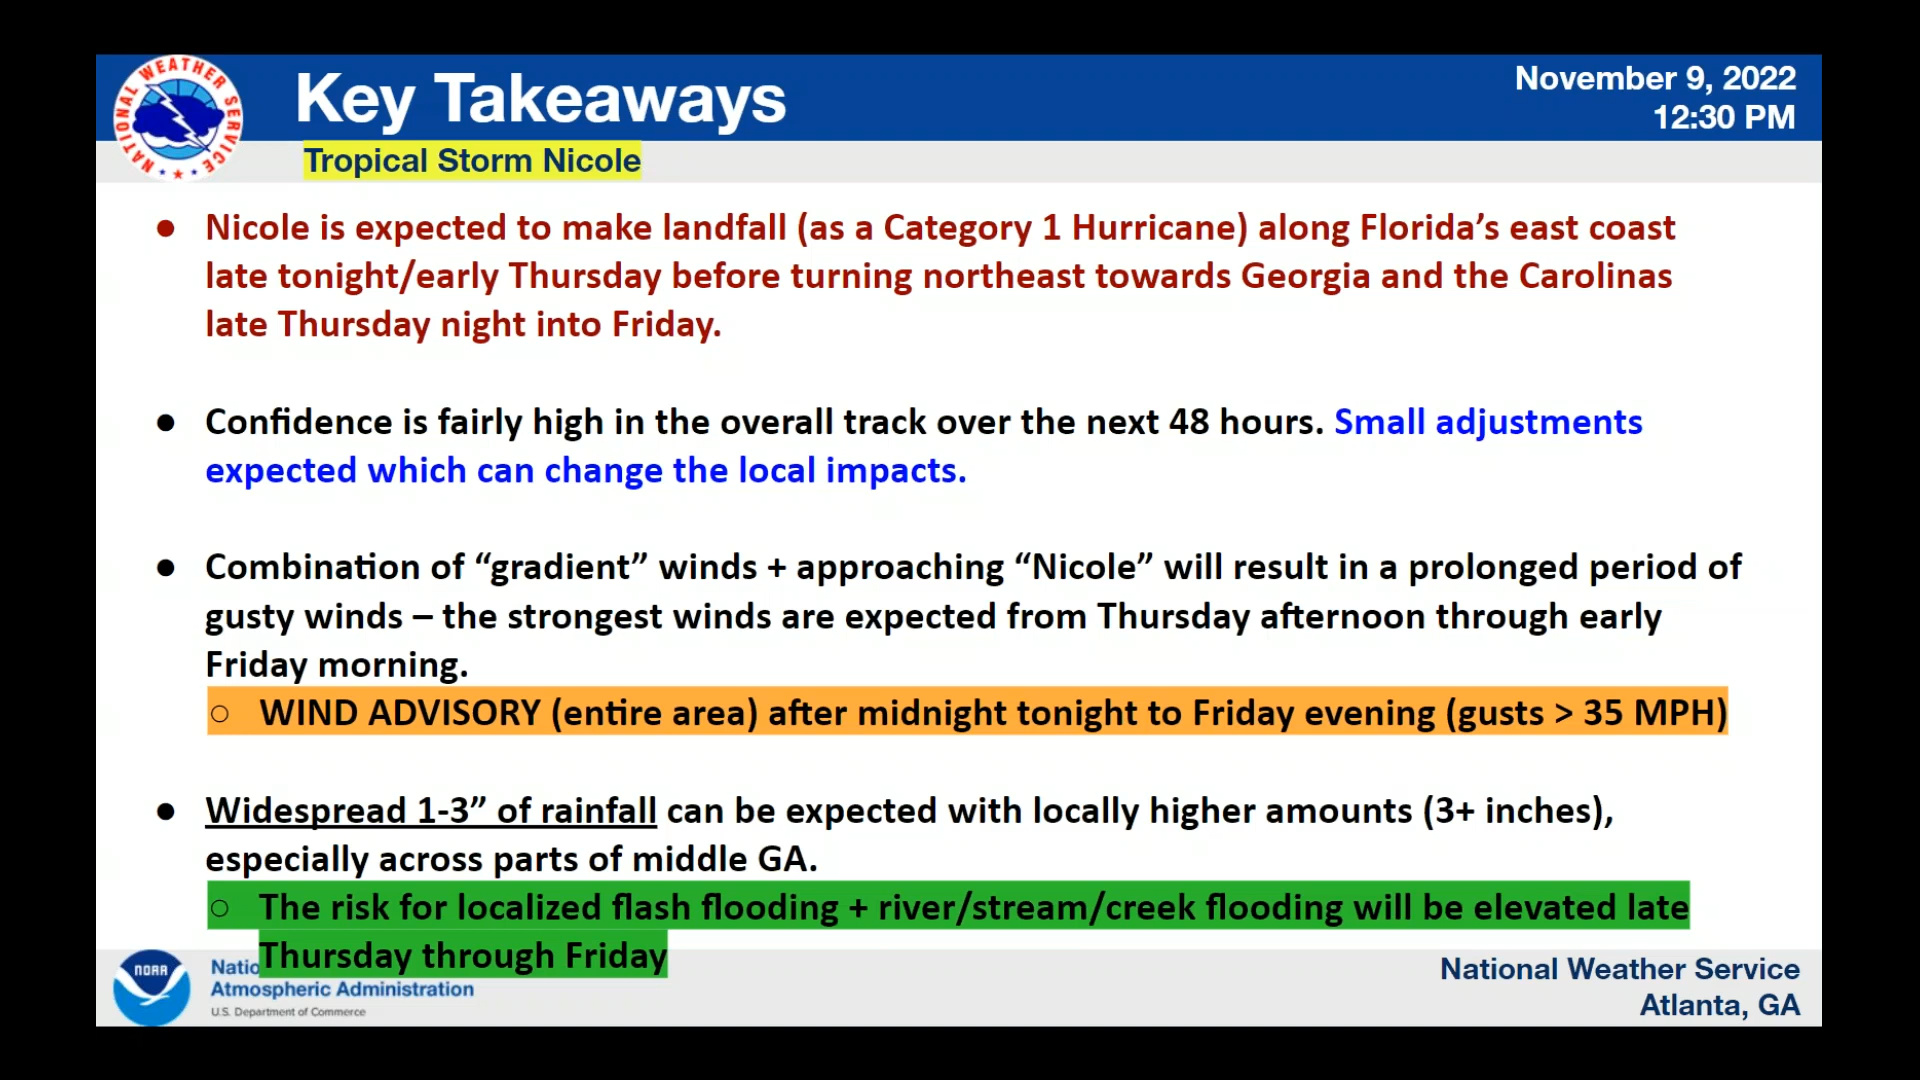 NATIONAL WEATHER SERVICE
Key Takeaways
November 9, 2022
12:30 PM
Tropical Storm Nicole
● Nicole is expected to make landfall (as a Category 1 Hurricane) along Florida’s east coast
late tonight/early Thursday before turning northeast towards Georgia and the Carolinas
late Thursday night into Friday.
● Confidence is fairly high in the overall track over the next 48 hours. Small adjustments
expected which can change the local impacts.
● Combination of “gradient” winds + approaching “Nicole” will result in a prolonged period of
gusty winds – the strongest winds are expected from Thursday afternoon through early
Friday morning.
○ WIND ADVISORY (entire area) after midnight tonight to Friday evening (gusts > 35 MPH)
● Widespread 1-3” of rainfall can be expected with locally higher amounts (3+ inches),
especially across parts of middle GA.
○ The risk for localized flash flooding + river/stream/creek flooding will be elevated late
Thursday through Friday
NOAA
Natio
Atmospheric Administration
U.S. Department of Commerce
National Weather Service
Atlanta, GA